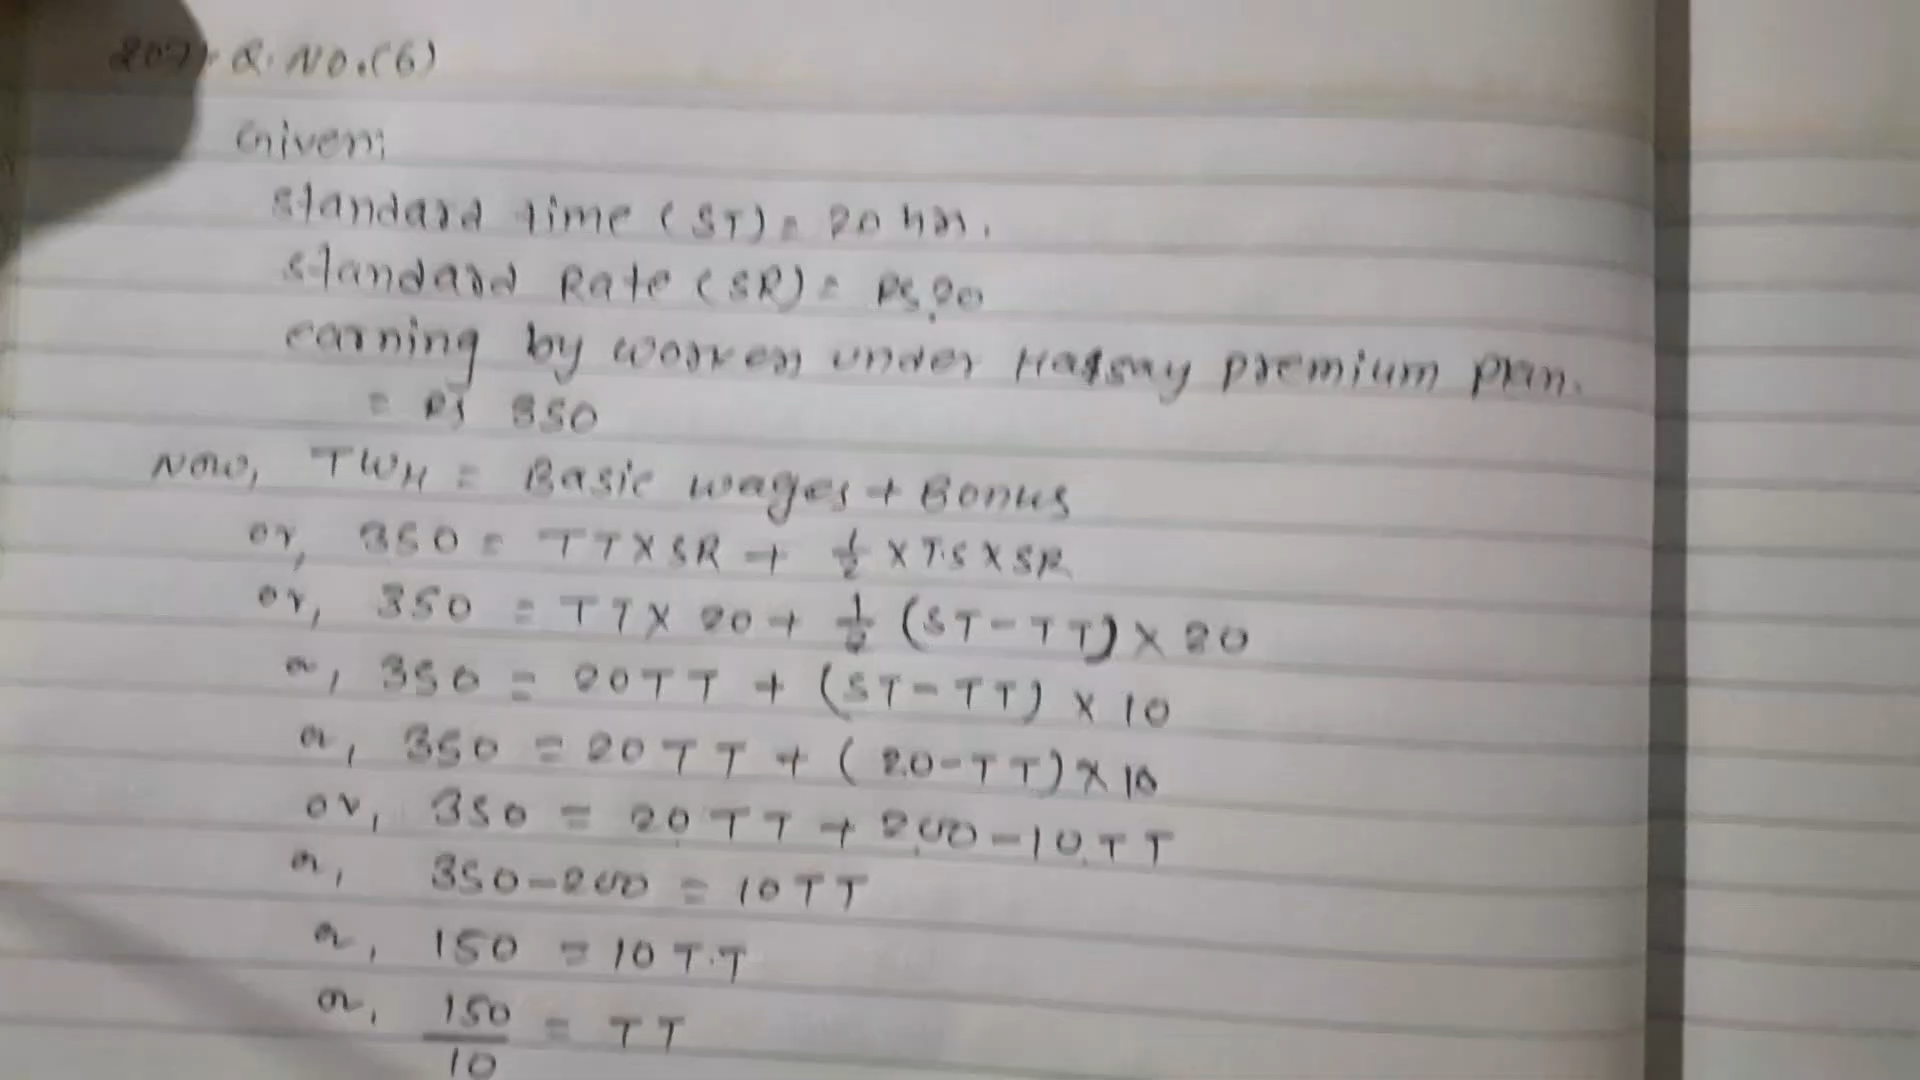 Q. No. (6)
Given;
standard time (ST) = 20 hrs.
standard Rate (SR) = Rs 20
earning by worker under Halsay premium plan.
= Rs 350
Now, TWH = Basic wages + Bonus
or, 350 = TT X SR + 1/2 X T.S X SR
or, 350 = TT X 20 + 1/2 (ST - TT) X 20
or, 350 = 20TT + (ST - TT) X 10
or, 350 = 20TT + (20 - TT) X 10
or, 350 = 20TT + 200 - 10TT
or, 350 - 200 = 10TT
or, 150 = 10T.T
or, 150/10 = TT